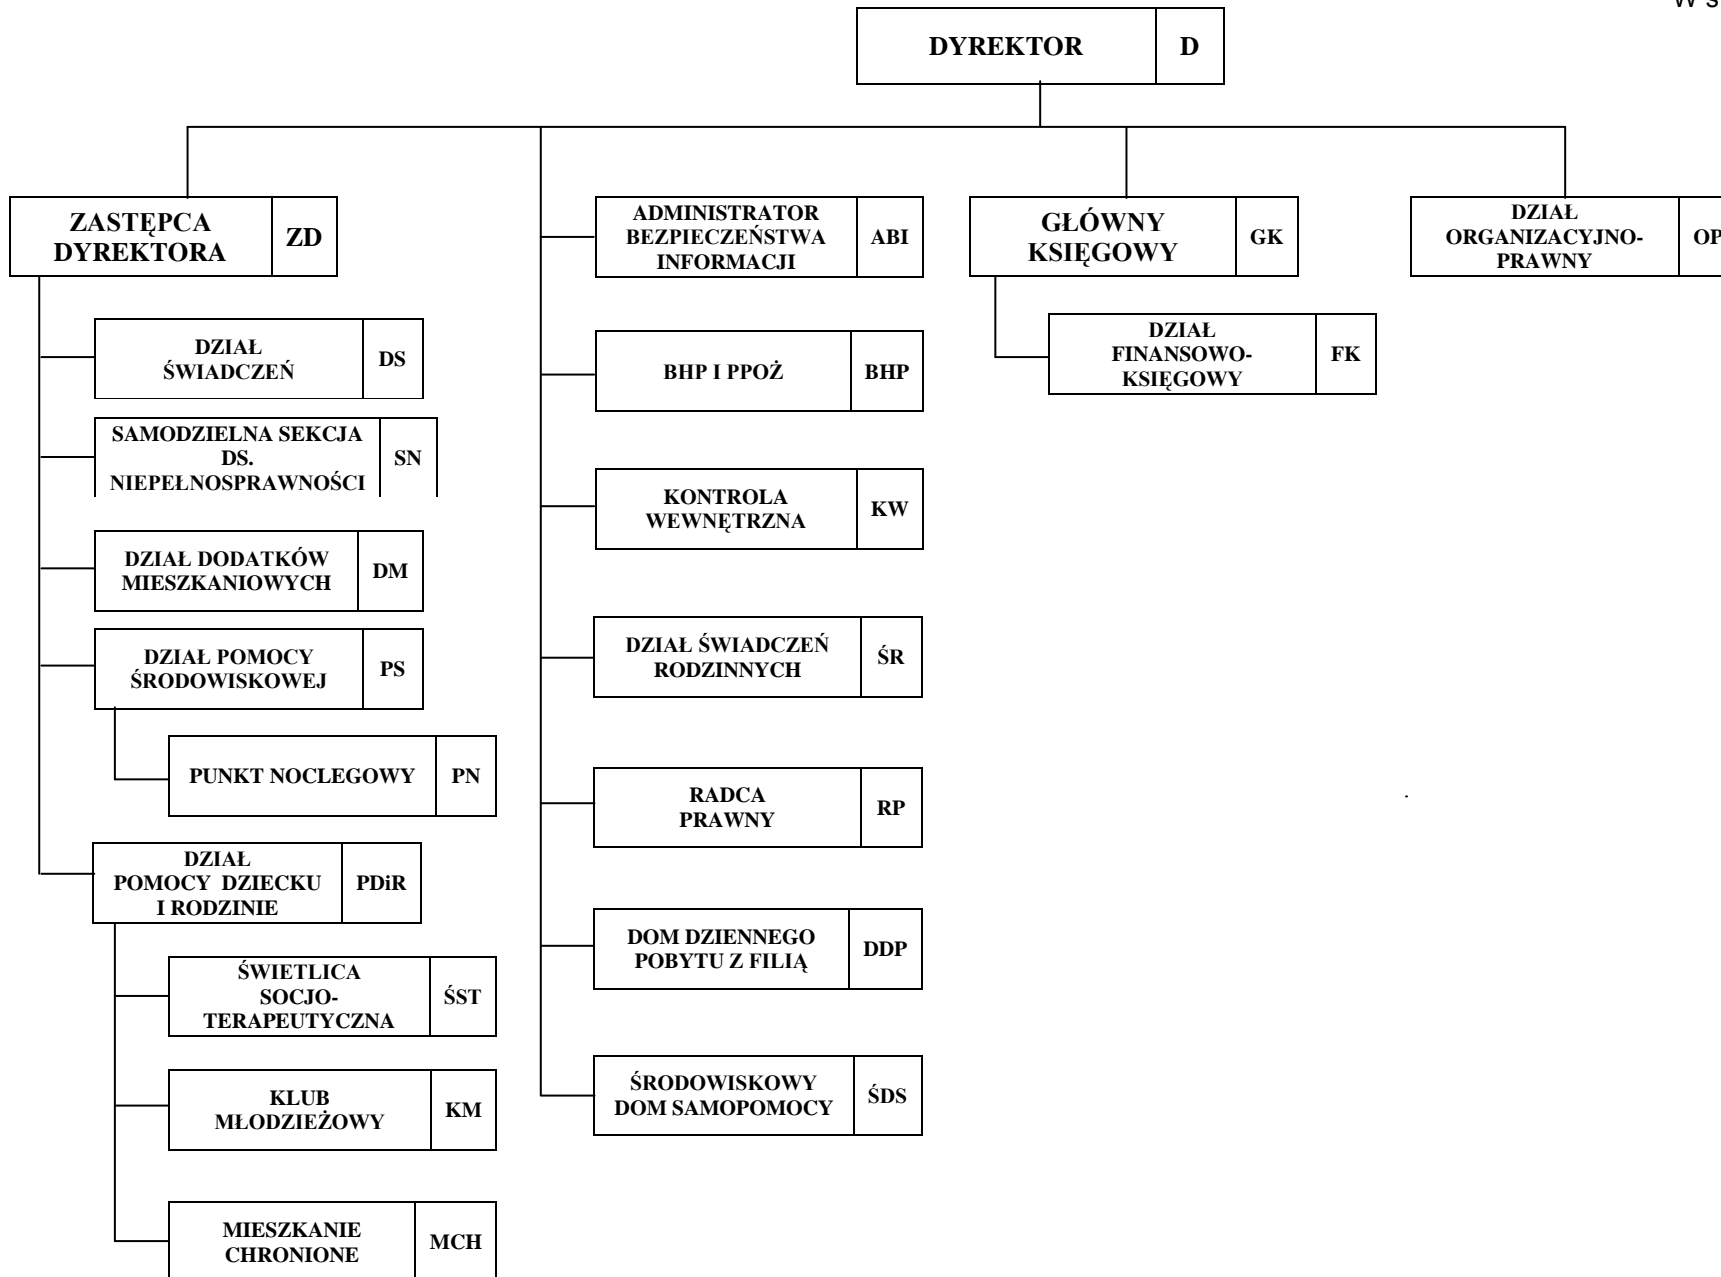 W s
DYREKTOR D
ZASTĘPCA
DYREKTORA
ZD
ADMINISTRATOR
BEZPIECZEŃSTWA
INFORMACJI
ABI
GŁÓWNY
KSIĘGOWY
GK
DZIAŁ
ORGANIZACYJNO-
PRAWNY
OP
DZIAŁ
ŚWIADCZEŃ
DS
BHP I PPOŻ BHP
DZIAŁ
FINANSOWO-
KSIĘGOWY
FK
SAMODZIELNA SEKCJA
DS.
NIEPEŁNOSPRAWNOŚCI
SN
KONTROLA
WEWNĘTRZNA
KW
DZIAŁ DODATKÓW
MIESZKANIOWYCH
DM
DZIAŁ POMOCY
ŚRODOWISKOWEJ
PS
DZIAŁ ŚWIADCZEŃ
RODZINNYCH
ŚR
PUNKT NOCLEGOWY PN
RADCA
PRAWNY
RP
DZIAŁ
POMOCY DZIECKU
I RODZINIE
PDiR
DOM DZIENNEGO
POBYTU Z FILIĄ
DDP
ŚWIETLICA
SOCJO-
TERAPEUTYCZNA
ŚST
KLUB
MŁODZIEŻOWY
KM
ŚRODOWISKOWY
DOM SAMOPOMOCY
ŚDS
MIESZKANIE
CHRONIONE
MCH